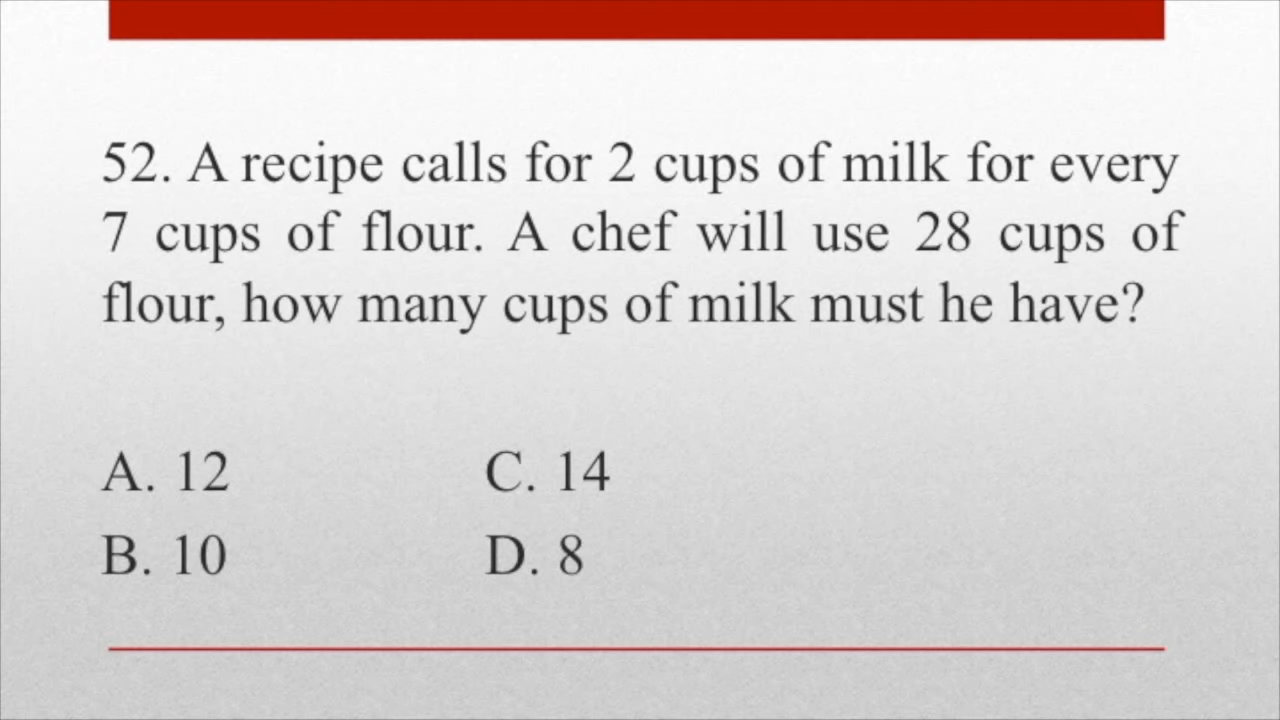 52. A recipe calls for 2 cups of milk for every
7 cups of flour. A chef will use 28 cups of
flour, how many cups of milk must he have?
A. 12 C. 14
B. 10 D. 8